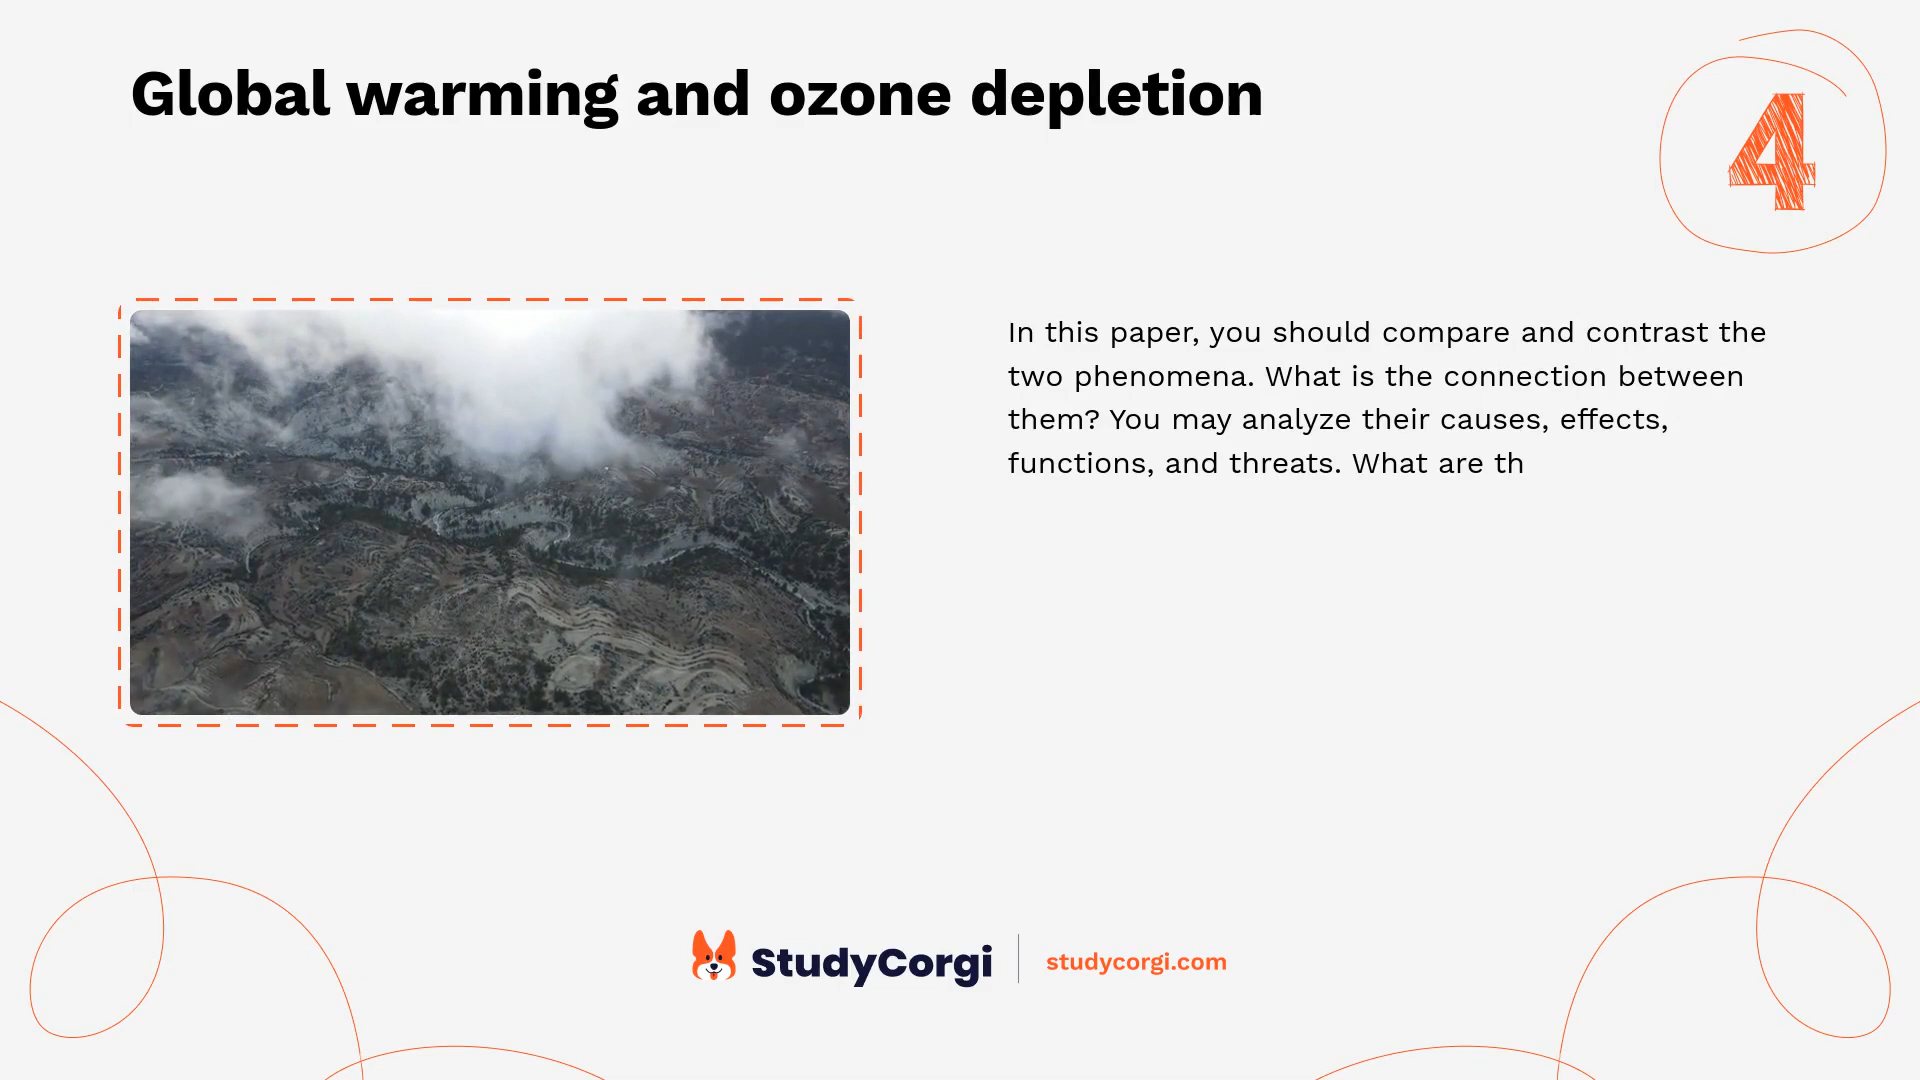 Global warming and ozone depletion
4
In this paper, you should compare and contrast the
two phenomena. What is the connection between
them? You may analyze their causes, effects,
functions, and threats. What are th
StudyCorgi
studycorgi.com